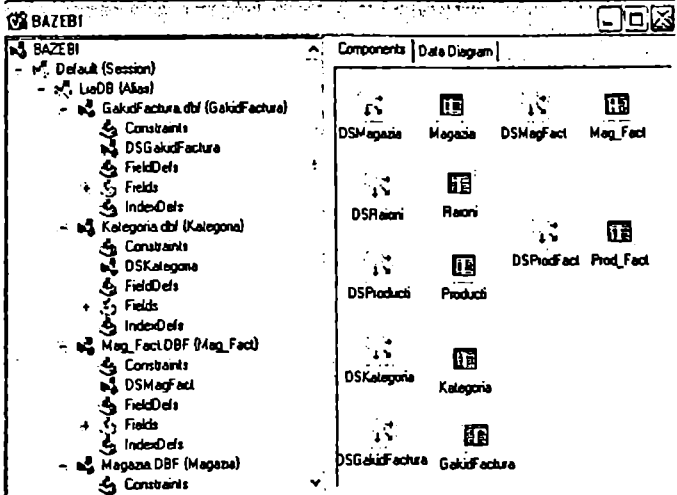 BAZEBI
BAZEBI
Default (Session)
LiaDB (Alias)
GakidFactura.dbf (GakidFactura)
Constraints
DSGakidFactura
FieldDefs
Fields
IndexDefs
Kategoria.dbf (Kategoria)
Constraints
DSKategoria
FieldDefs
Fields
IndexDefs
Mag_Fact.DBF (Mag_Fact)
Constraints
DSMagFact
FieldDefs
Fields
IndexDefs
Magazia.DBF (Magazia)
Constraints
Components Data Diagram
DSMagazia Magazia DSMagFact Mag_Fact
DSRaioni Raioni
DSProdFact Prod_Fact
DSProducti Producti
DSKategoria Kategoria
DSGakidFactura GakidFactura